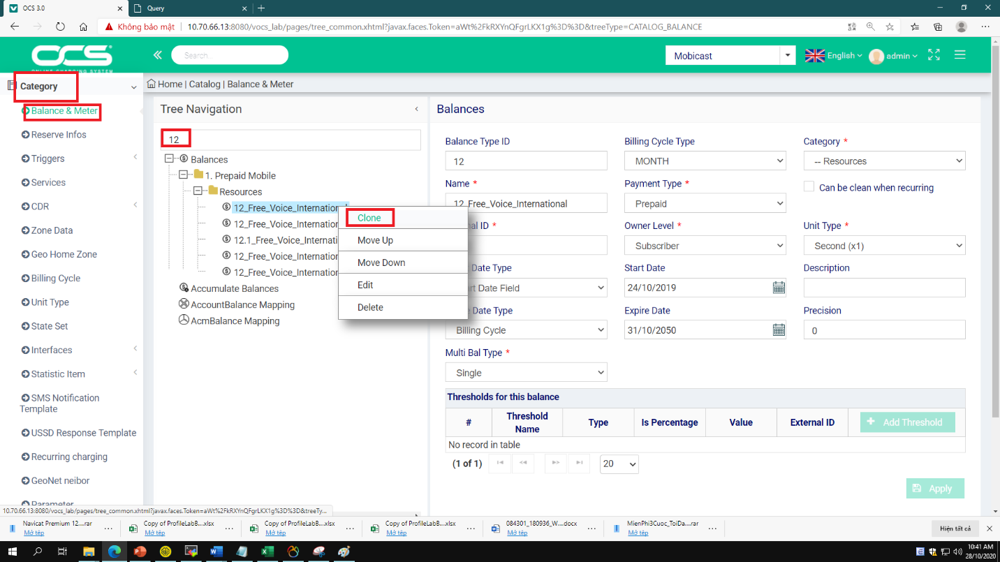 OCS 3.0
Query
Không bảo mật
10.70.66.13:8080/vocs_lab/pages/tree_common.xhtml?javax.faces.Token=aWt%2FkRXYnQFgrLKX1g%3D%3D&treeType=CATALOG_BALANCE
OCS
ONLINE CHARGING SYSTEM
Search...
Mobicast
English
admin
Category
Home | Catalog | Balance & Meter
Balance & Meter
Reserve Infos
Triggers
Services
CDR
Zone Data
Geo Home Zone
Billing Cycle
Unit Type
State Set
Interfaces
Statistic Item
SMS Notification
Template
USSD Response Template
Recurring charging
GeoNet neibor
Parameter
Tree Navigation
12
Balances
1. Prepaid Mobile
Resources
12_Free_Voice_International
12_Free_Voice_Internation
12.1_Free_Voice_Internati
12_Free_Voice_Internation
12_Free_Voice_Internation
Accumulate Balances
AccountBalance Mapping
AcmBalance Mapping
Clone
Move Up
Move Down
Edit
Delete
Balances
Balance Type ID
Billing Cycle Type
Category *
12
MONTH
-- Resources
Name *
Payment Type *
Can be clean when recurring
12_Free_Voice_International
Prepaid
nal ID *
Owner Level *
Unit Type *
Subscriber
Second (x1)
Date Type
Start Date
Description
rt Date Field
24/10/2019
Date Type
Expire Date
Precision
Billing Cycle
31/10/2050
0
Multi Bal Type *
Single
Thresholds for this balance
#
Threshold
Name
Type
Is Percentage
Value
External ID
Add Threshold
No record in table
(1 of 1)
20
Apply
10.70.66.13:8080/vocs_lab/pages/tree_common.xhtml?javax.faces.Token=aWt%2FkRXYnQFgrLKX1g%3D%3D&treeTy...
Navicat Premium 12....rar
Mở tệp
Copy of ProfileLabB....xlsx
Mở tệp
Copy of ProfileLabB....xlsx
Mở tệp
Copy of ProfileLabB....xlsx
Mở tệp
084301_180936_W....docx
Mở tệp
MienPhi3Cuoc_ToiDa....rar
Mở tệp
Hiện tất cả
10:41 AM
28/10/2020